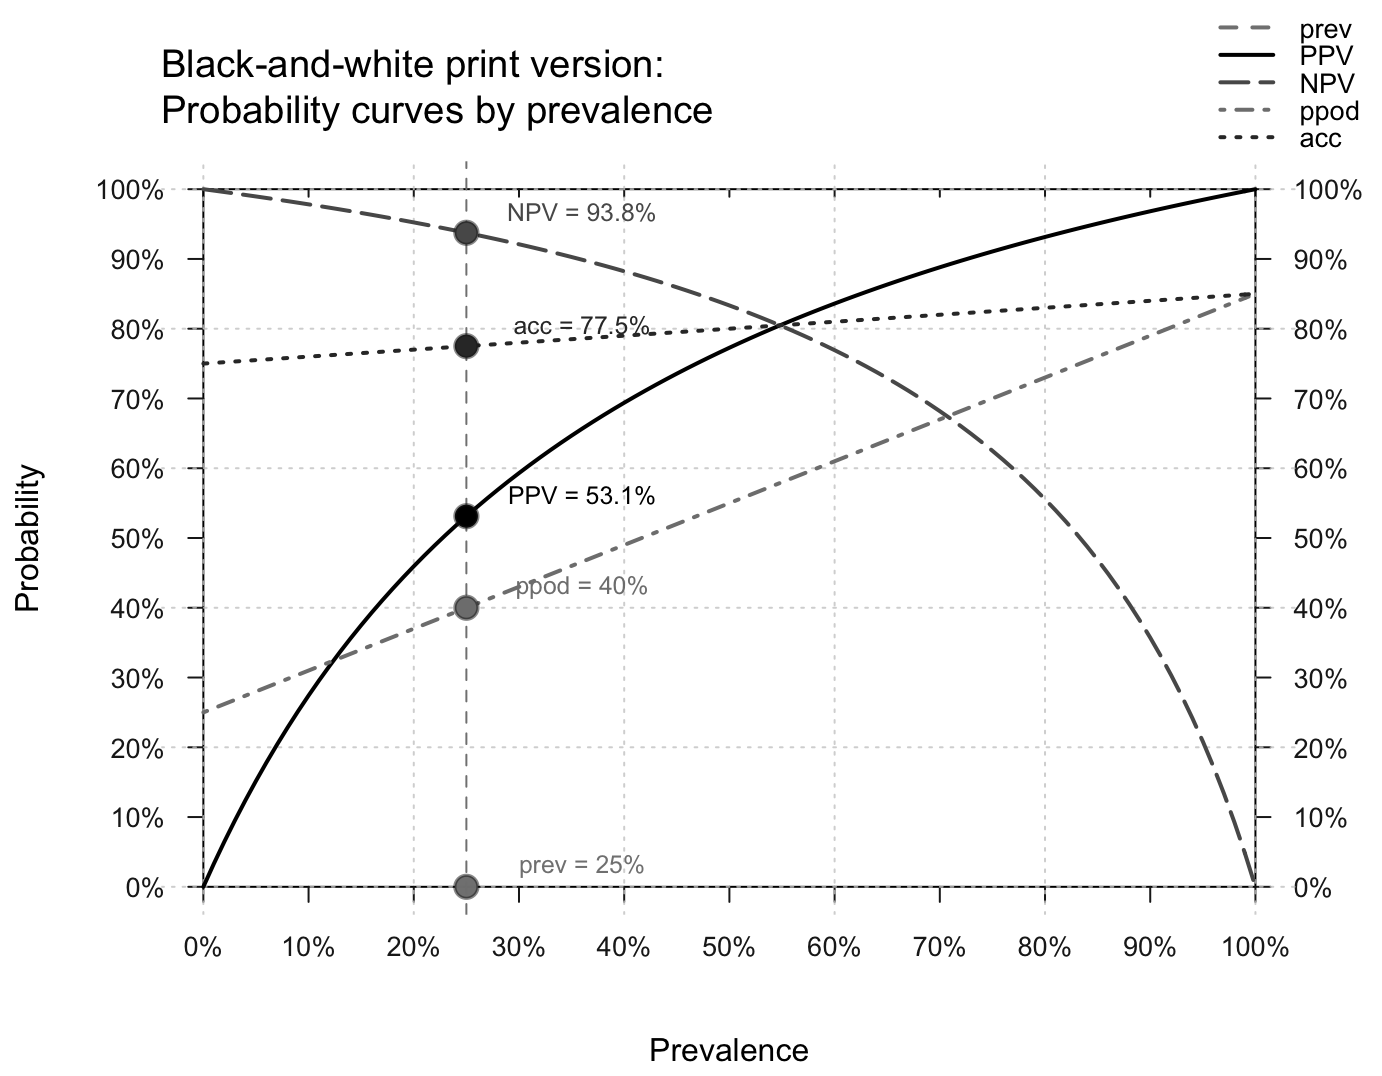 Black-and-white print version:
Probability curves by prevalence
prev
PPV
NPV
ppod
acc
Probability
100%
90%
80%
70%
60%
50%
40%
30%
20%
10%
0%
NPV = 93.8%
acc = 77.5%
PPV = 53.1%
ppod = 40%
prev = 25%
100%
90%
80%
70%
60%
50%
40%
30%
20%
10%
0%
0% 10% 20% 30% 40% 50% 60% 70% 80% 90% 100%
Prevalence